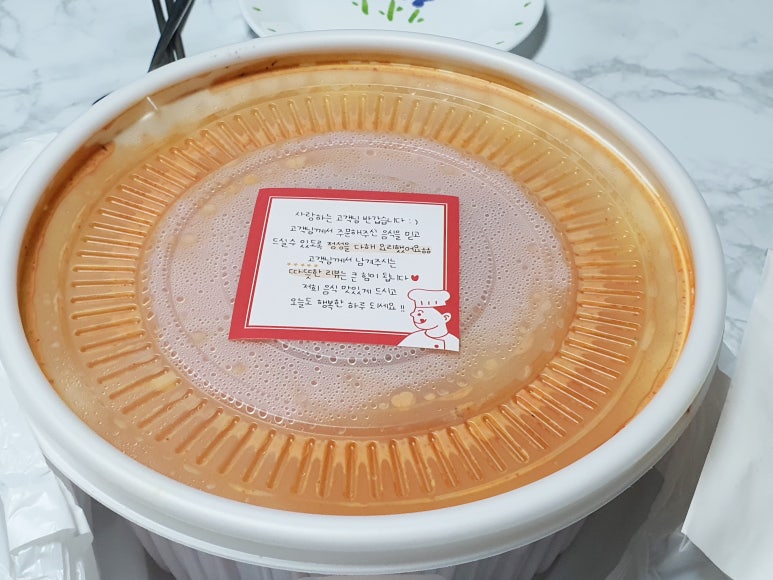 사랑하는 고객님 반갑습니다 : )
고객님께서 주문해주신 음식을 믿고
드실수 있도록 정성을 다해 요리했어요^^
고객님께서 남겨주시는
★★★★★
따뜻한 리뷰는 큰 힘이 됩니다♥
저희 음식 맛있게 드시고
오늘도 행복한 하루 되세요 !!